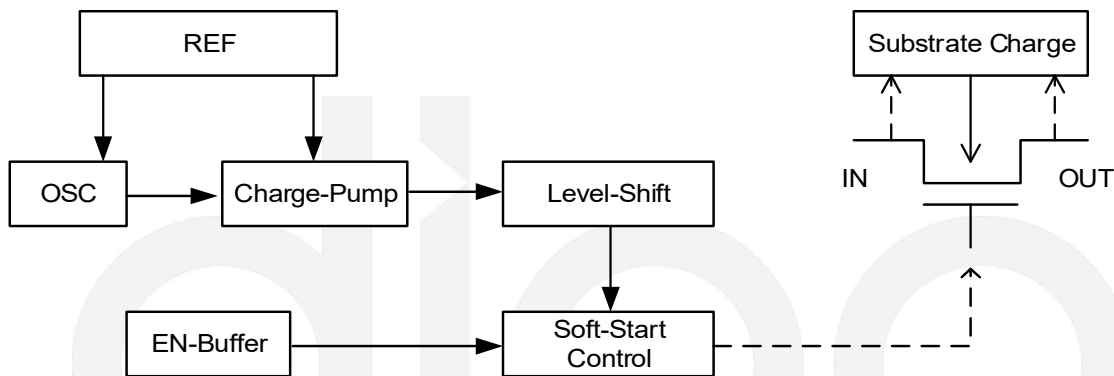 REF
Substrate Charge
OSC
Charge-Pump
Level-Shift
IN
OUT
EN-Buffer
Soft-Start
Control